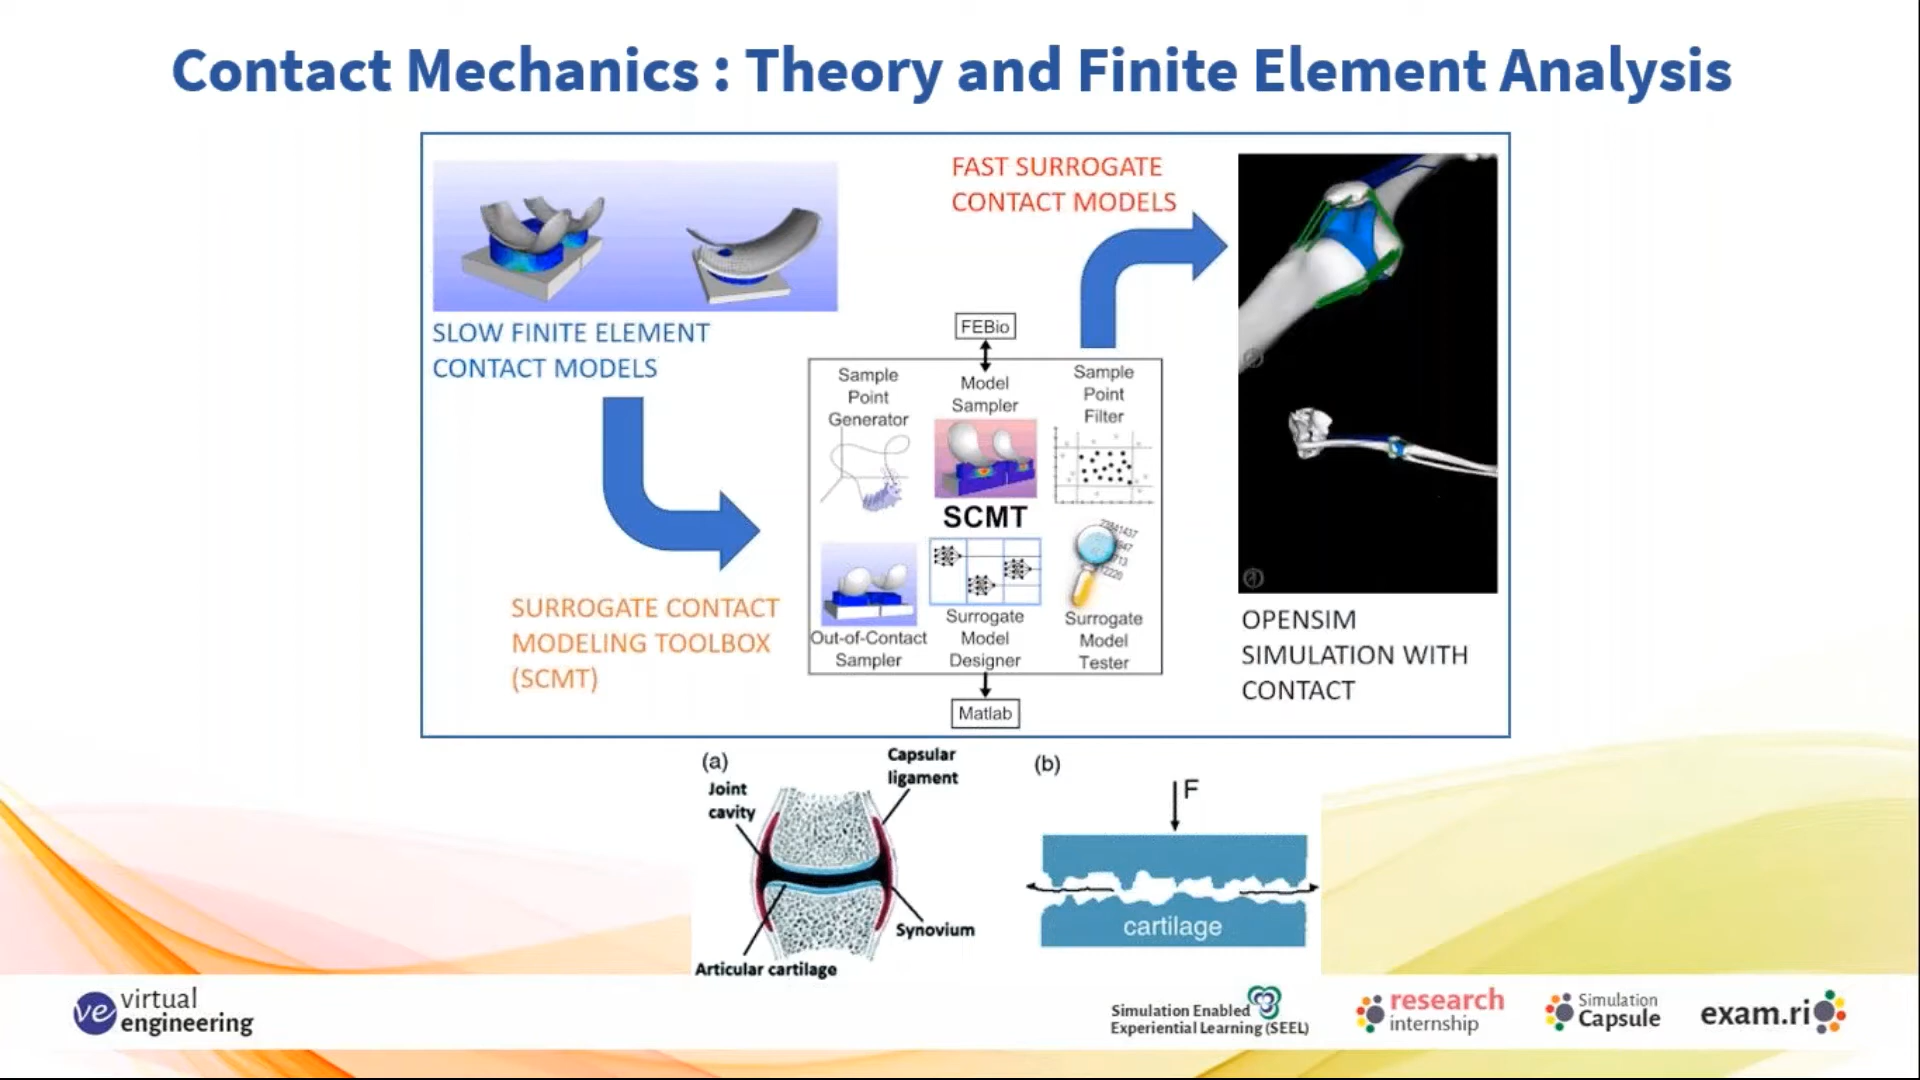 Contact Mechanics : Theory and Finite Element Analysis
SLOW FINITE ELEMENT
CONTACT MODELS
FAST SURROGATE
CONTACT MODELS
SURROGATE CONTACT
MODELING TOOLBOX
(SCMT)
FEBio
Sample
Point
Generator
Model
Sampler
Sample
Point
Filter
SCMT
Out-of-Contact
Sampler
Surrogate
Model
Designer
Surrogate
Model
Tester
Matlab
OPENSIM
SIMULATION WITH
CONTACT
(a)
Joint
cavity
Capsular
ligament
Synovium
Articular cartilage
(b)
F
cartilage
ve virtual
engineering
Simulation Enabled
Experiential Learning (SEEL)
research
internship
Simulation
Capsule
exam.ri